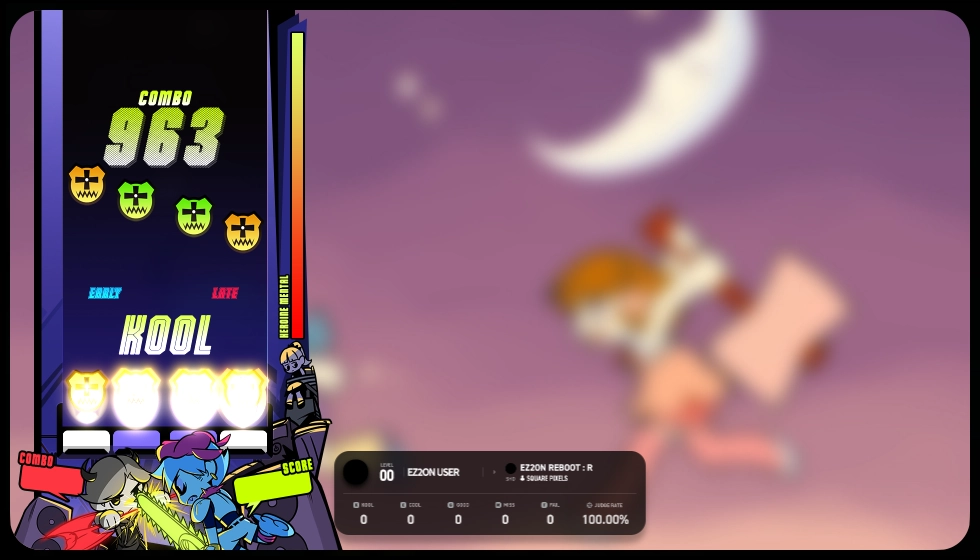 COMBO
963
EARLY
LATE
KOOL
HEROINE MENTAL
COMBO
SCORE
LEVEL
00
EZ2ON USER
EZ2ON REBOOT : R
SQUARE PIXELS
KOOL COOL GOOD MISS FAIL JUDGE RATE
0 0 0 0 0 100.00%